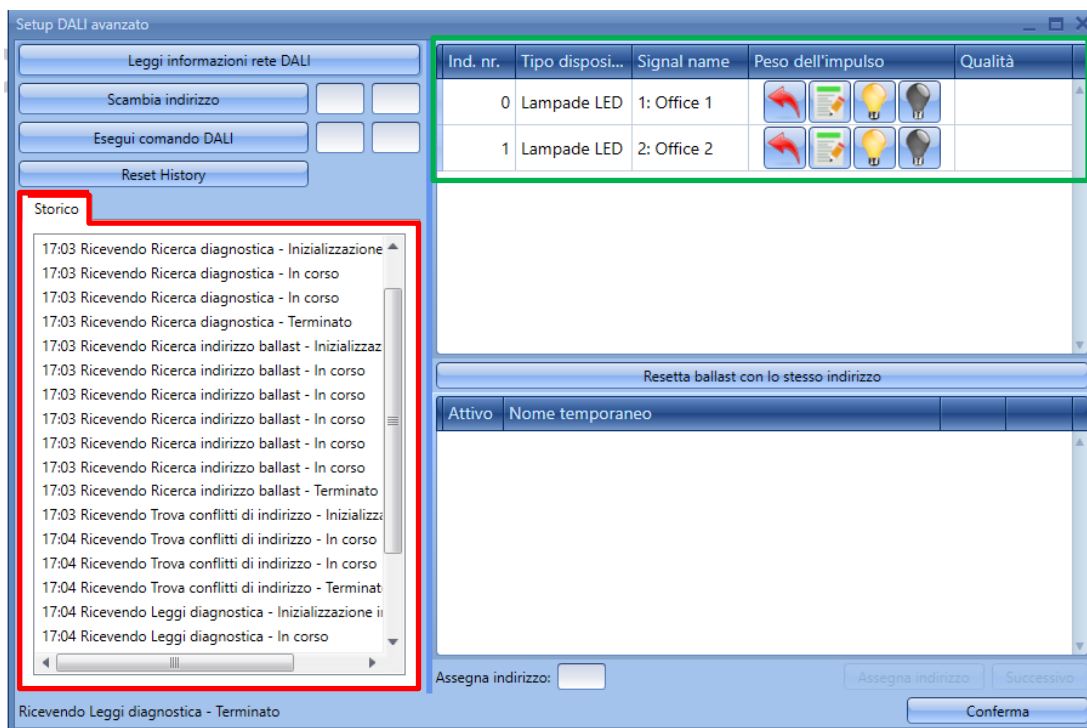 Setup DALI avanzato
Leggi informazioni rete DALI
Scambia indirizzo
Esegui comando DALI
Reset History
Storico
17:03 Ricevendo Ricerca diagnostica - Inizializzazione
17:03 Ricevendo Ricerca diagnostica - In corso
17:03 Ricevendo Ricerca diagnostica - In corso
17:03 Ricevendo Ricerca diagnostica - Terminato
17:03 Ricevendo Ricerca indirizzo ballast - Inizializzaz
17:03 Ricevendo Ricerca indirizzo ballast - In corso
17:03 Ricevendo Ricerca indirizzo ballast - In corso
17:03 Ricevendo Ricerca indirizzo ballast - In corso
17:03 Ricevendo Ricerca indirizzo ballast - In corso
17:03 Ricevendo Ricerca indirizzo ballast - In corso
17:03 Ricevendo Ricerca indirizzo ballast - Terminato
17:03 Ricevendo Trova conflitti di indirizzo - Inizializza
17:04 Ricevendo Trova conflitti di indirizzo - In corso
17:04 Ricevendo Trova conflitti di indirizzo - In corso
17:04 Ricevendo Trova conflitti di indirizzo - Terminat
17:04 Ricevendo Leggi diagnostica - Inizializzazione i
17:04 Ricevendo Leggi diagnostica - In corso
Ind. nr. Tipo disposi... Signal name Peso dell'impulso Qualità
0 Lampade LED 1: Office 1
1 Lampade LED 2: Office 2
Resetta ballast con lo stesso indirizzo
Attivo Nome temporaneo
Assegna indirizzo: Assegna indirizzo Successivo
Ricevendo Leggi diagnostica - Terminato
Conferma